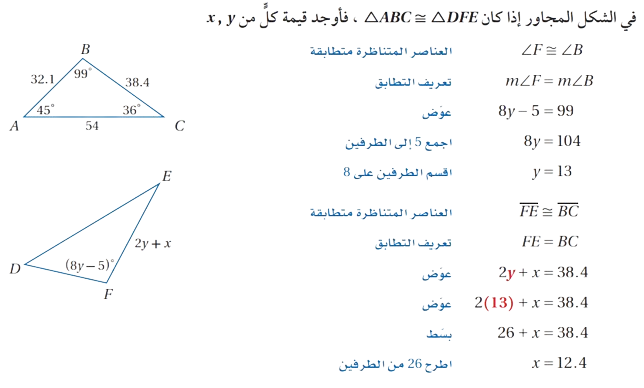 في الشكل المجاور إذا كان △ABC ≅ △DFE ، فأوجد قيمة كلٍّ من x , y
B
99°
32.1
38.4
45°
36°
A
54
C
∠F ≅ ∠B العناصر المتناظرة متطابقة
m∠F = m∠B تعريف التطابق
8y − 5 = 99 عوّض
8y = 104 اجمع 5 إلى الطرفين
y = 13 اقسم الطرفين على 8
E
2y + x
D
(8y − 5)°
F
F̅E̅ ≅ B̅C̅ العناصر المتناظرة متطابقة
FE = BC تعريف التطابق
2y + x = 38.4 عوّض
2(13) + x = 38.4 عوّض
26 + x = 38.4 بسّط
x = 12.4 اطرح 26 من الطرفين